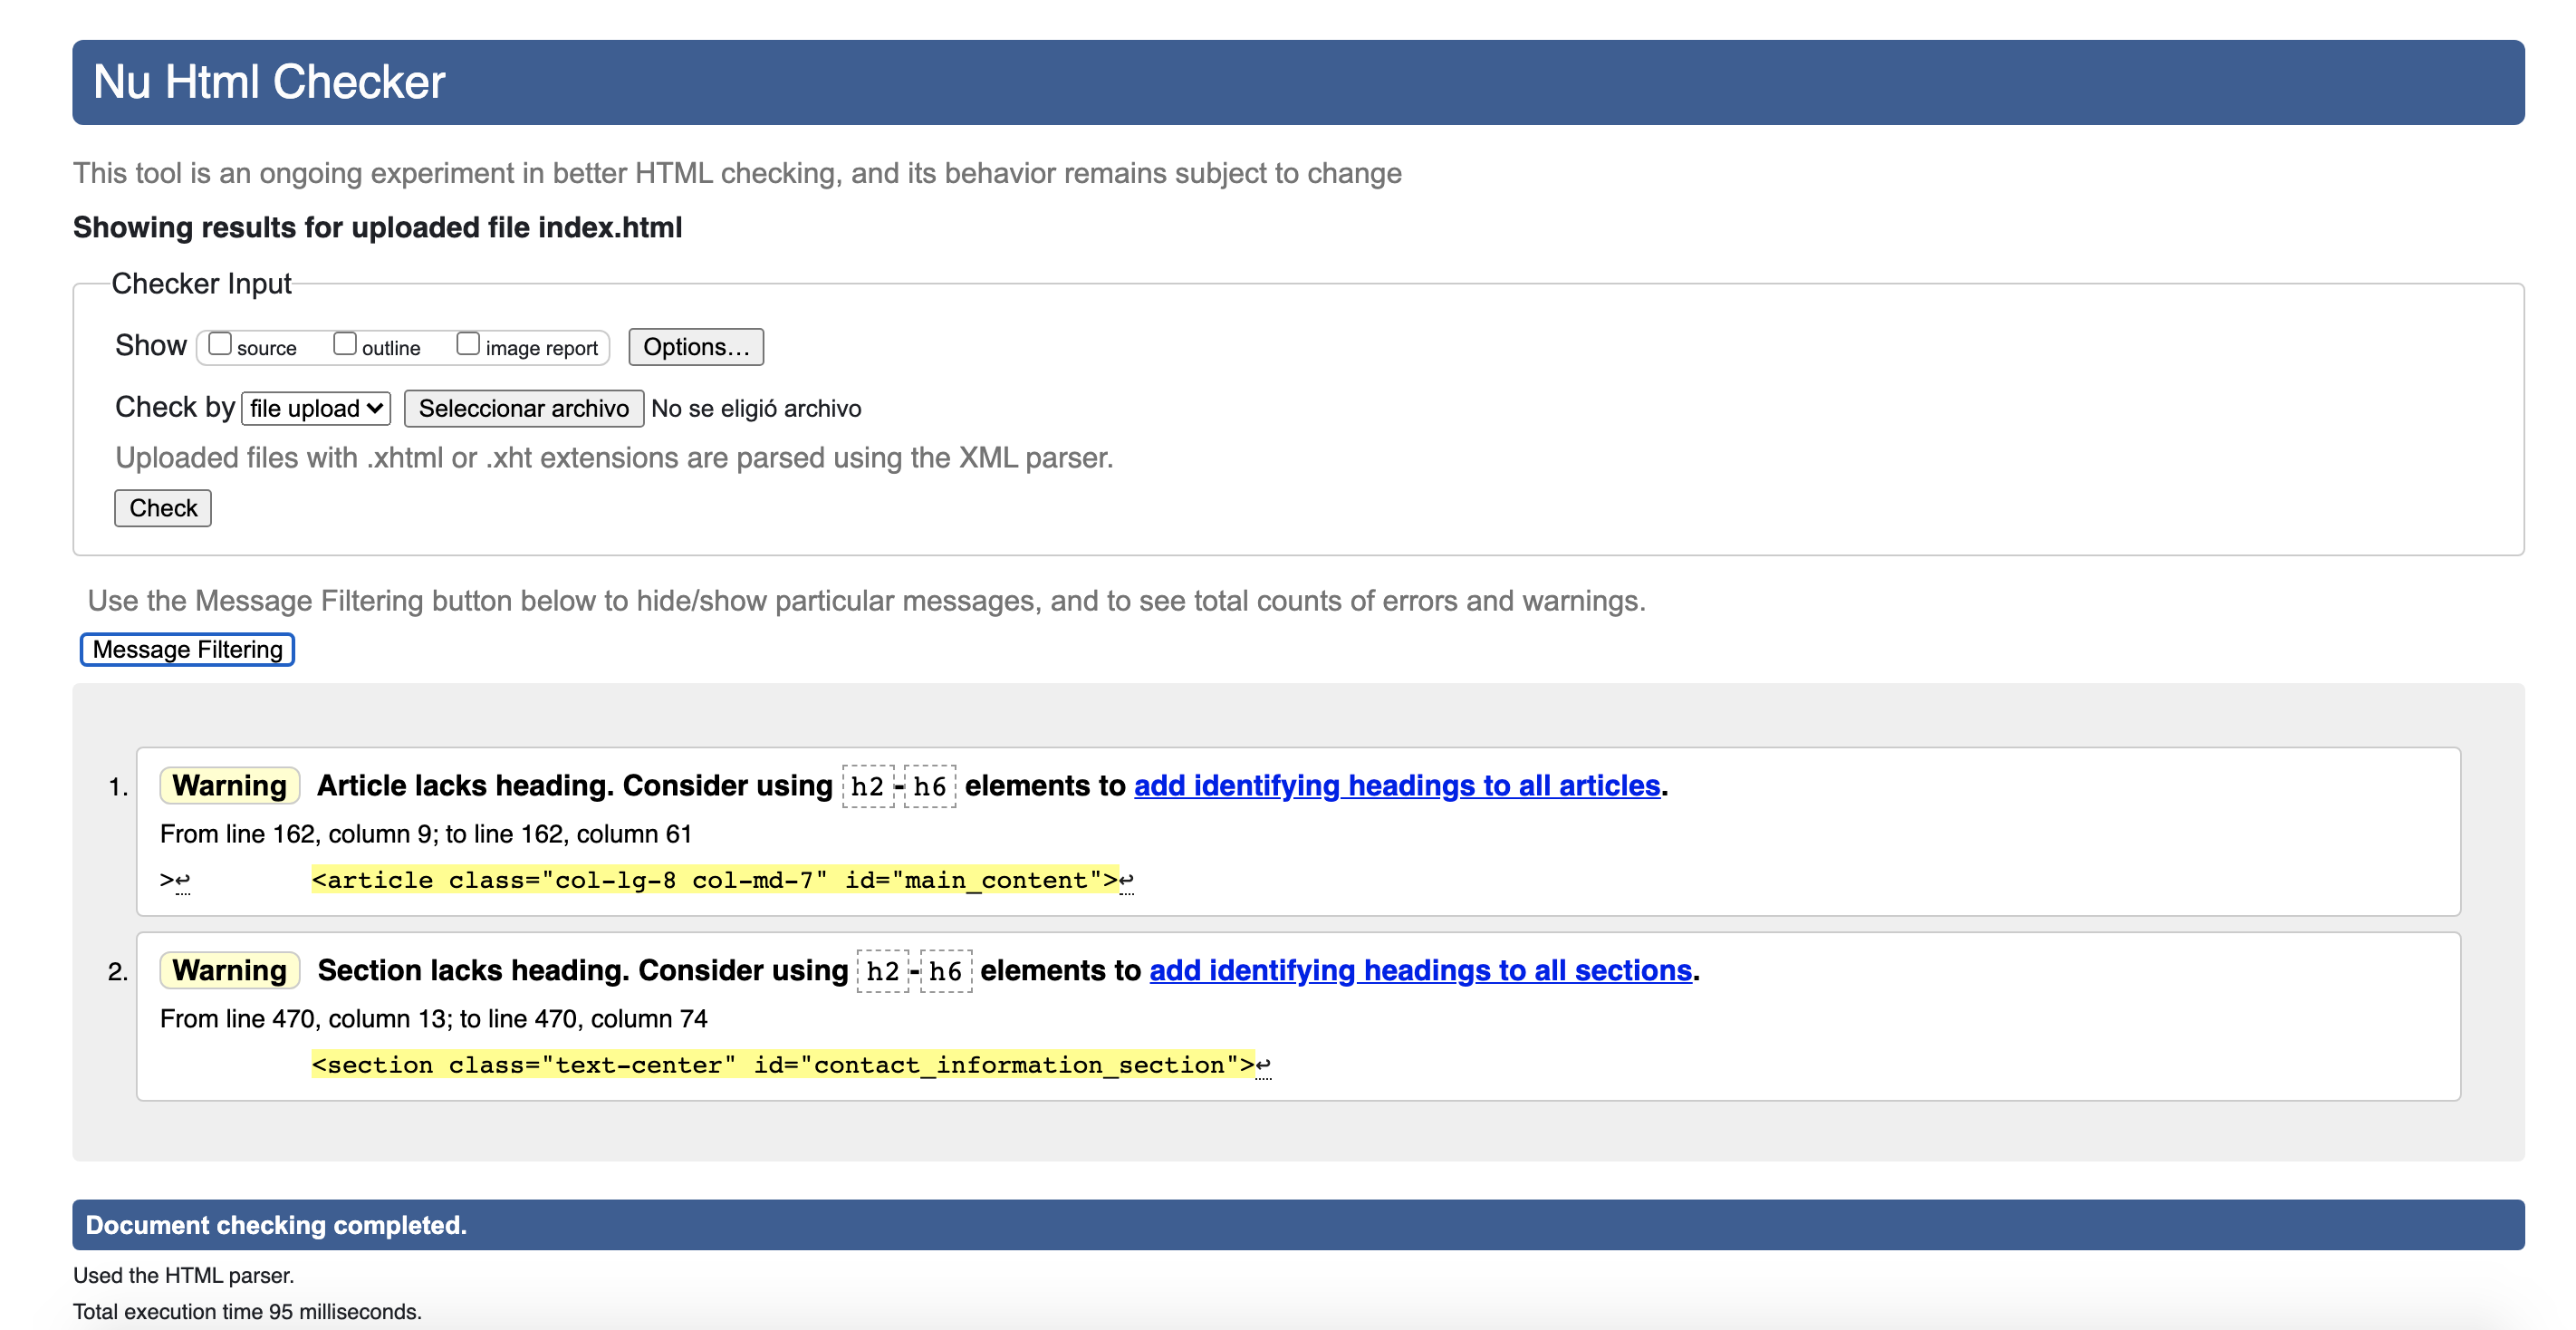 Nu Html Checker
This tool is an ongoing experiment in better HTML checking, and its behavior remains subject to change
Showing results for uploaded file index.html
Checker Input
Show source outline image report Options...
Check by file upload Seleccionar archivo No se eligió archivo
Uploaded files with .xhtml or .xht extensions are parsed using the XML parser.
Check
Use the Message Filtering button below to hide/show particular messages, and to see total counts of errors and warnings.
Message Filtering
1. Warning Article lacks heading. Consider using h2-h6 elements to add identifying headings to all articles.
From line 162, column 9; to line 162, column 61
>↩ <article class="col-lg-8 col-md-7" id="main_content">↩
2. Warning Section lacks heading. Consider using h2-h6 elements to add identifying headings to all sections.
From line 470, column 13; to line 470, column 74
<section class="text-center" id="contact_information_section">↩
Document checking completed.
Used the HTML parser.
Total execution time 95 milliseconds.